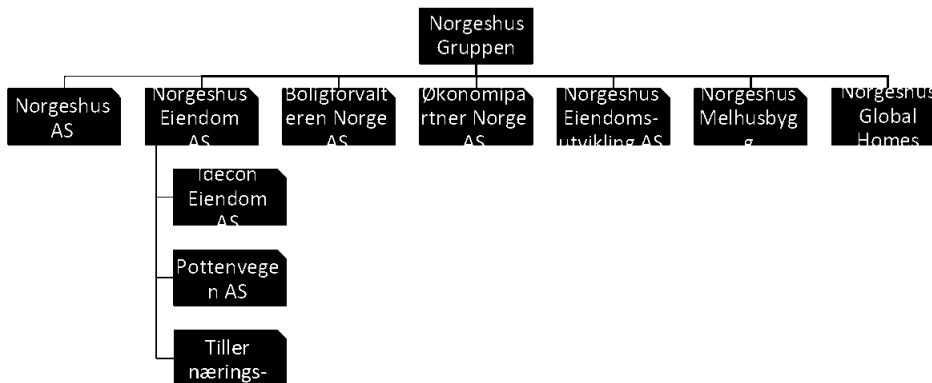 Norgeshus
Gruppen
Norgeshus
AS
Norgeshus
Eiendom
AS
Boligforvalt
eren Norge
AS
Økonomipa
rtner Norge
AS
Norgeshus
Eiendoms-
utvikling AS
Norgeshus
Melhusbyg
g
Norgeshus
Global
Homes
Idecon
Eiendom
AS
Pottenvege
n AS
Tiller
nærings-